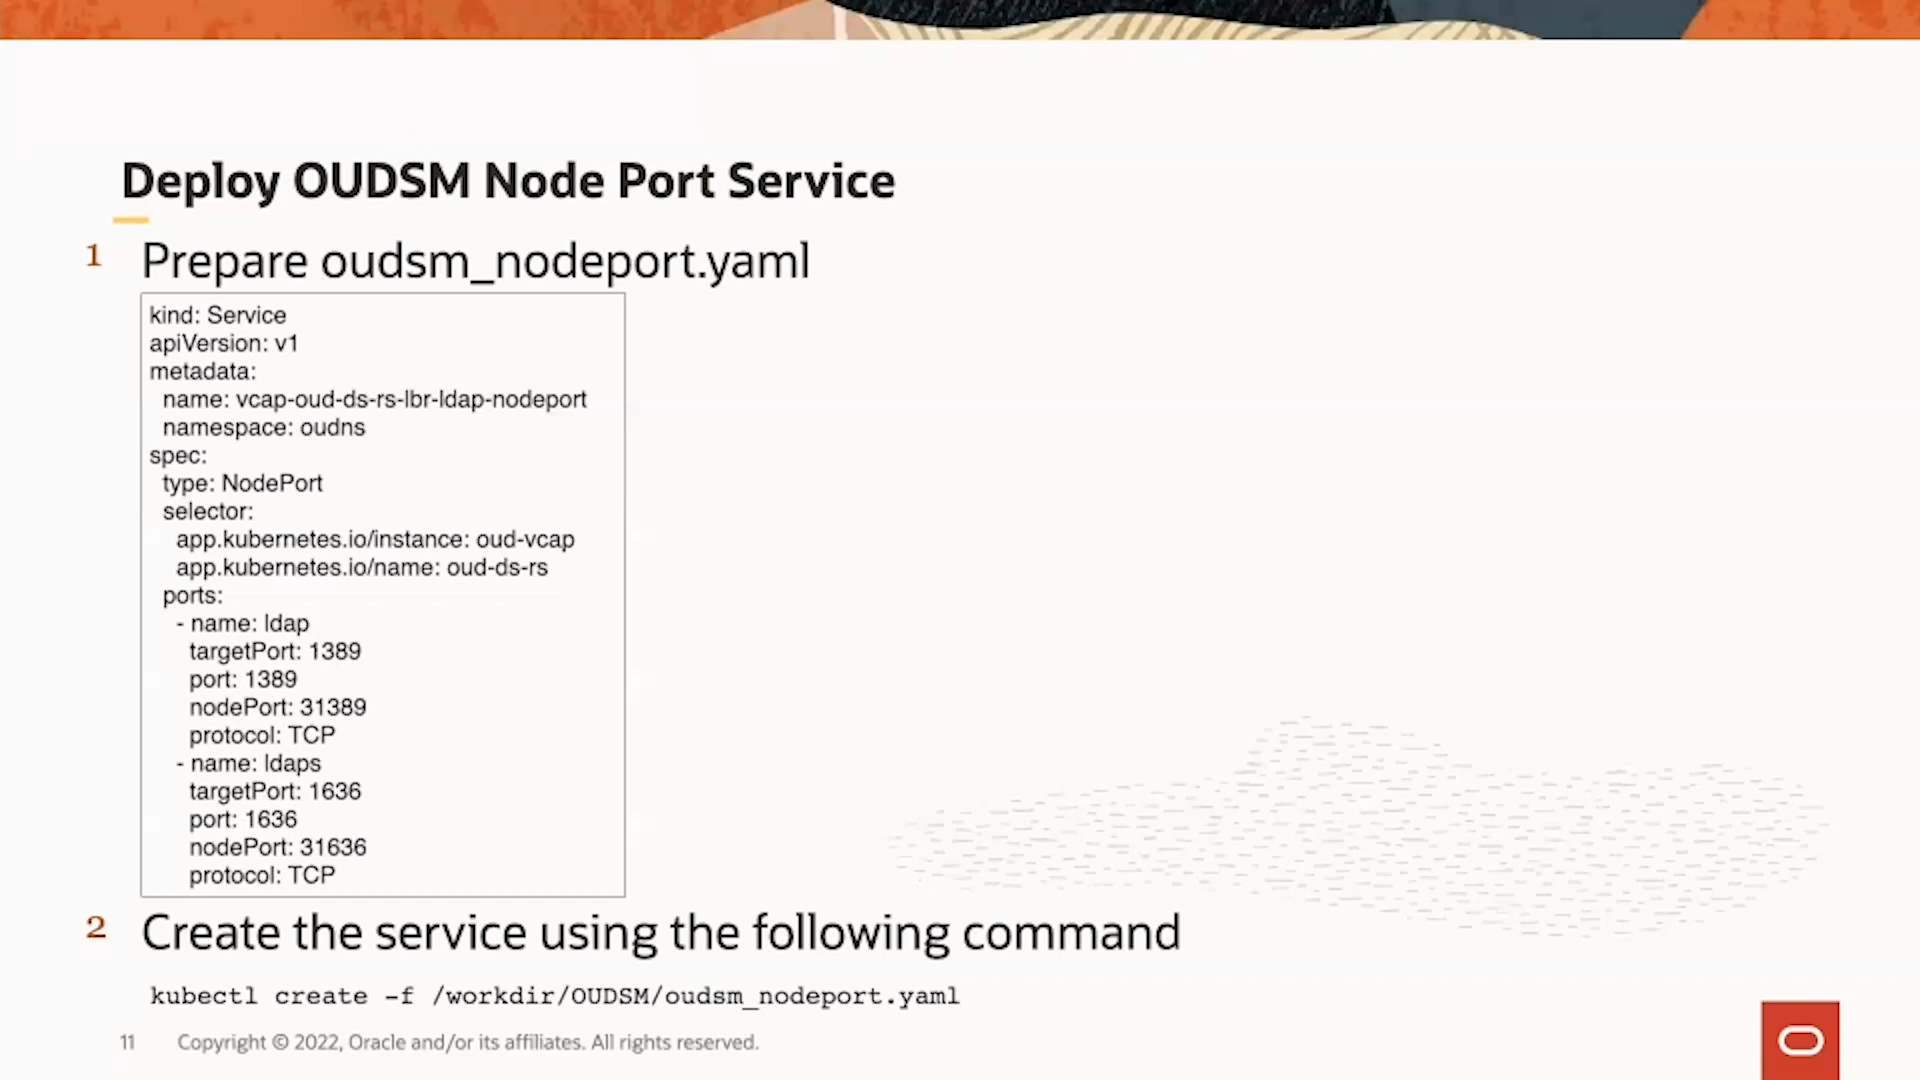 Deploy OUDSM Node Port Service
1 Prepare oudsm_nodeport.yaml
kind: Service
apiVersion: v1
metadata:
  name: vcap-oud-ds-rs-lbr-ldap-nodeport
  namespace: oudns
spec:
  type: NodePort
  selector:
    app.kubernetes.io/instance: oud-vcap
    app.kubernetes.io/name: oud-ds-rs
  ports:
    - name: ldap
      targetPort: 1389
      port: 1389
      nodePort: 31389
      protocol: TCP
    - name: ldaps
      targetPort: 1636
      port: 1636
      nodePort: 31636
      protocol: TCP
2 Create the service using the following command
kubectl create -f /workdir/OUDSM/oudsm_nodeport.yaml
11 Copyright © 2022, Oracle and/or its affiliates. All rights reserved.